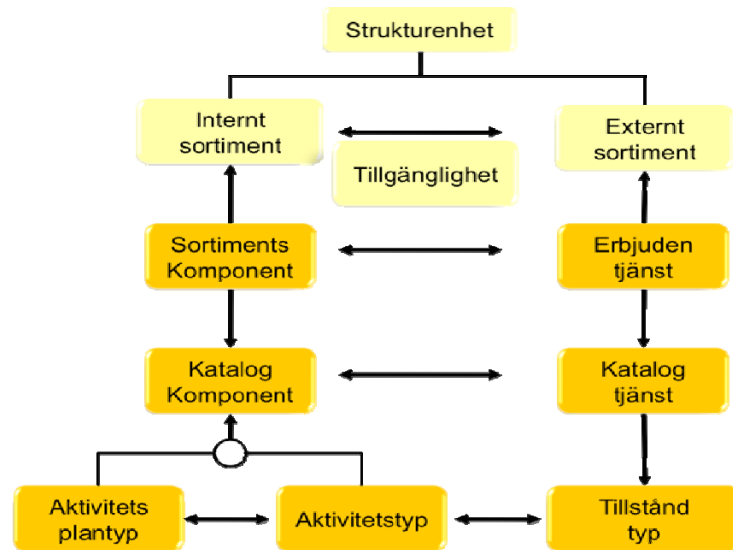 Strukturenhet
Internt
sortiment
Externt
sortiment
Tillgänglighet
Sortiments
Komponent
Erbjuden
tjänst
Katalog
Komponent
Katalog
tjänst
Aktivitets
plantyp
Aktivitetstyp
Tillstånd
typ